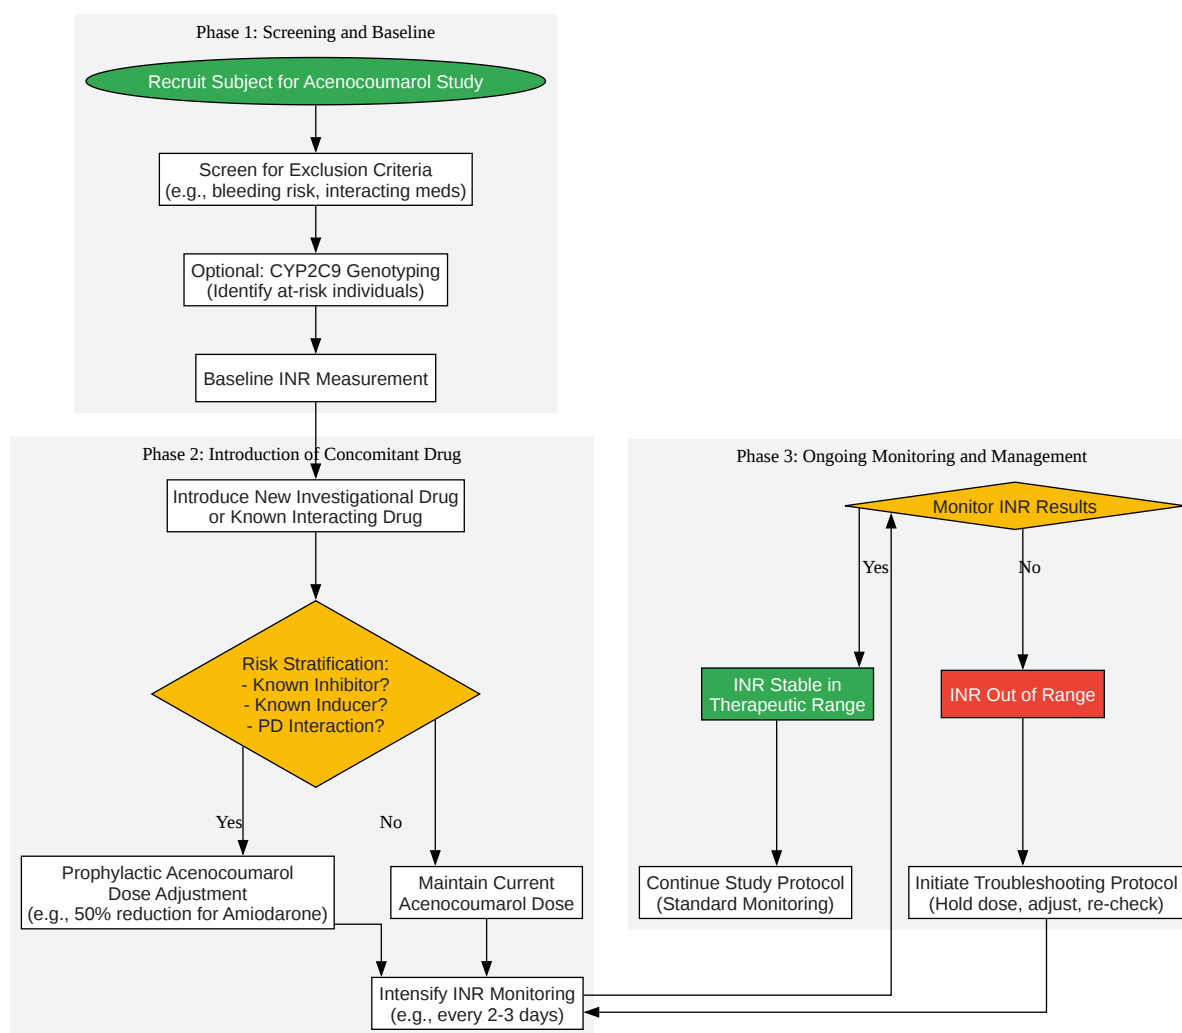 Phase 1: Screening and Baseline
Recruit Subject for Acenocoumarol Study
Screen for Exclusion Criteria
(e.g., bleeding risk, interacting meds)
Optional: CYP2C9 Genotyping
(Identify at-risk individuals)
Baseline INR Measurement
Phase 2: Introduction of Concomitant Drug
Introduce New Investigational Drug
or Known Interacting Drug
Risk Stratification:
- Known Inhibitor?
- Known Inducer?
- PD Interaction?
Yes
No
Prophylactic Acenocoumarol
Dose Adjustment
(e.g., 50% reduction for Amiodarone)
Maintain Current
Acenocoumarol Dose
Intensify INR Monitoring
(e.g., every 2-3 days)
Phase 3: Ongoing Monitoring and Management
Monitor INR Results
Yes
No
INR Stable in
Therapeutic Range
INR Out of Range
Continue Study Protocol
(Standard Monitoring)
Initiate Troubleshooting Protocol
(Hold dose, adjust, re-check)